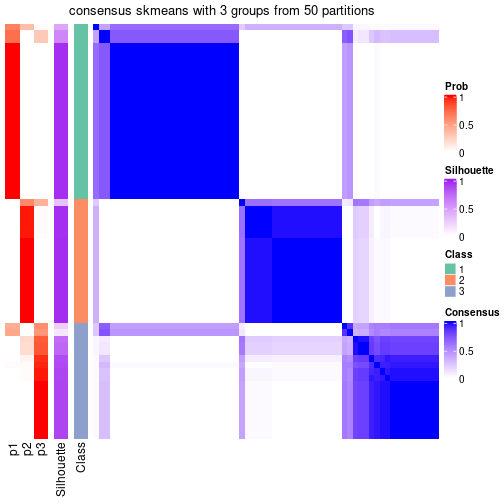 consensus skmeans with 3 groups from 50 partitions
Prob
1
0.5
0
Silhouette
1
0.5
0
Class
1
2
3
Consensus
1
0.5
0
p1
p2
p3
Silhouette
Class